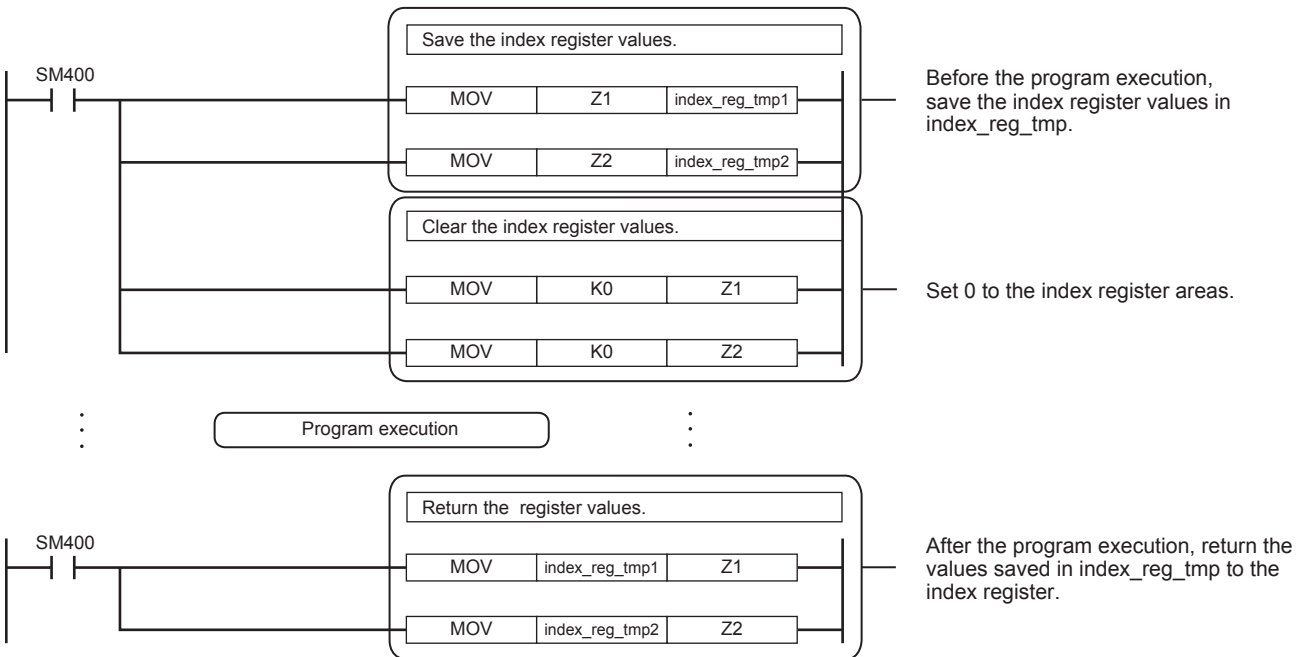 Save the index register values.
SM400
MOV Z1 index_reg_tmp1
Before the program execution,
save the index register values in
index_reg_tmp.
MOV Z2 index_reg_tmp2
Clear the index register values.
MOV K0 Z1
Set 0 to the index register areas.
MOV K0 Z2
Program execution
Return the register values.
SM400
MOV index_reg_tmp1 Z1
After the program execution, return the
values saved in index_reg_tmp to the
index register.
MOV index_reg_tmp2 Z2